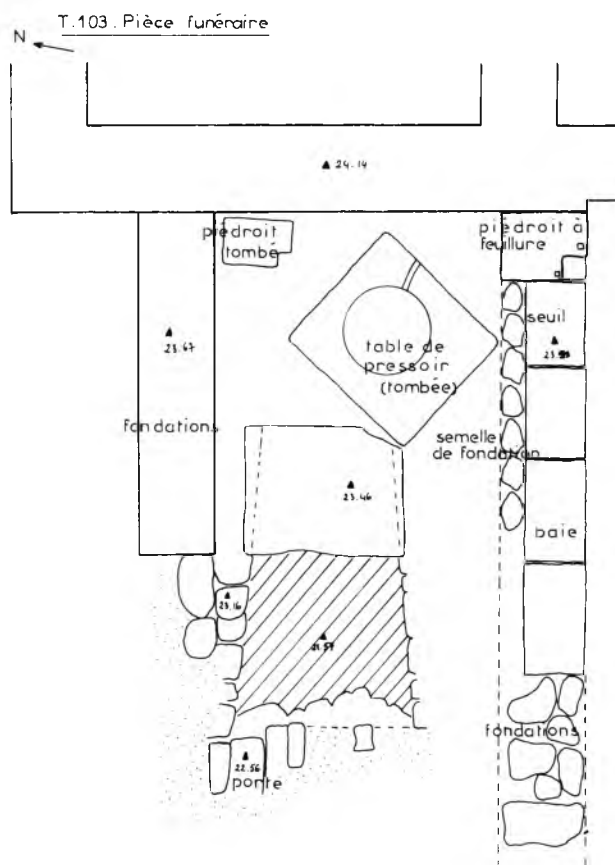 T.103. Pièce funéraire
N
▲ 24.14
piédroit
tombé
piédroit à
feuillure
▲
23.67
seuil
▲
table de
pressoir
(tombée)
fondations
semelle
de fondation
▲
23.46
baie
▲
23.16
▲
21.57
fondations
▲
22.56
porte